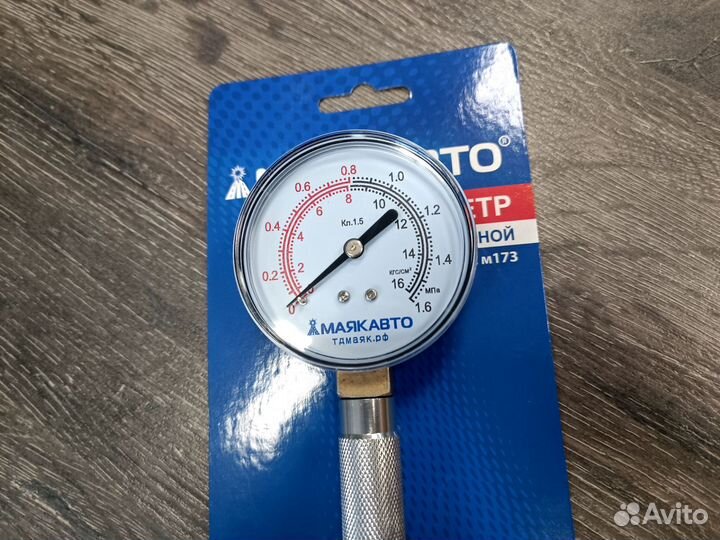 АВТО®
ЕТР
НОЙ
м173
0 0.2 0.4 0.6 0.8 1.0 1.2 1.4 1.6
0 2 4 6 8 10 12 14 16
Кл.1.5
кгс/см²
МПа
МАЯКАВТО
тдмаяк.рф
Avito